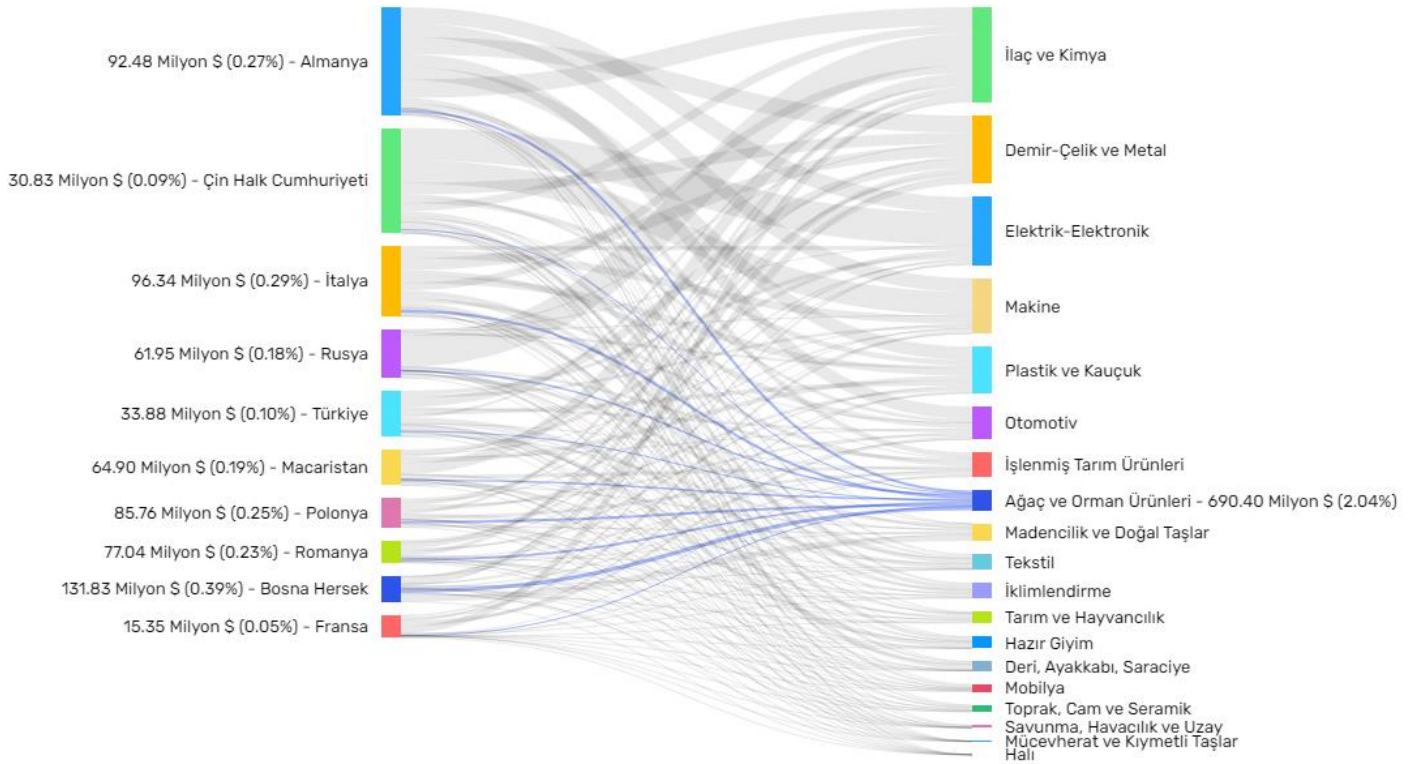 92.48 Milyon $ (0.27%) - Almanya
30.83 Milyon $ (0.09%) - Çin Halk Cumhuriyeti
96.34 Milyon $ (0.29%) - İtalya
61.95 Milyon $ (0.18%) - Rusya
33.88 Milyon $ (0.10%) - Türkiye
64.90 Milyon $ (0.19%) - Macaristan
85.76 Milyon $ (0.25%) - Polonya
77.04 Milyon $ (0.23%) - Romanya
131.83 Milyon $ (0.39%) - Bosna Hersek
15.35 Milyon $ (0.05%) - Fransa
İlaç ve Kimya
Demir-Çelik ve Metal
Elektrik-Elektronik
Makine
Plastik ve Kauçuk
Otomotiv
İşlenmiş Tarım Ürünleri
Ağaç ve Orman Ürünleri - 690.40 Milyon $ (2.04%)
Madencilik ve Doğal Taşlar
Tekstil
İklimlendirme
Tarım ve Hayvancılık
Hazır Giyim
Deri, Ayakkabı, Saraciye
Mobilya
Toprak, Cam ve Seramik
Savunma, Havacılık ve Uzay
Mücevherat ve Kıymetli Taşlar
Halı